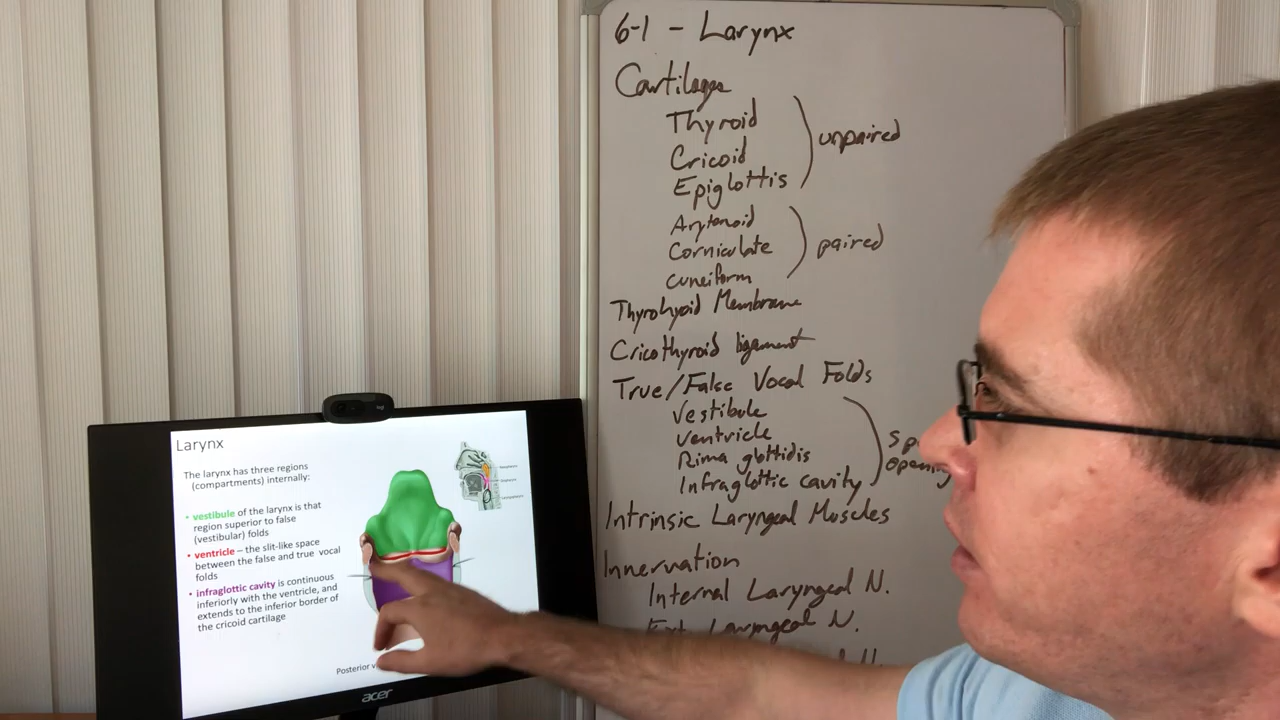 6-1 - Larynx
Cartilages
Thyroid
Cricoid
Epiglottis
unpaired
Arytenoid
Corniculate
cuneiform
paired
Thyrohyoid Membrane
Cricothyroid ligament
True/False Vocal Folds
Vestibule
Ventricle
Rima glottidis
Infraglottic cavity
Intrinsic Laryngeal Muscles
Innervation
Internal Laryngeal N.
Ext. Laryngeal N.
Larynx
The larynx has three regions
(compartments) internally:
• vestibule of the larynx is that
region superior to false
(vestibular) folds
• ventricle – the slit-like space
between the false and true vocal
folds
• infraglottic cavity is continuous
inferiorly with the ventricle, and
extends to the inferior border of
the cricoid cartilage
Posterior
acer